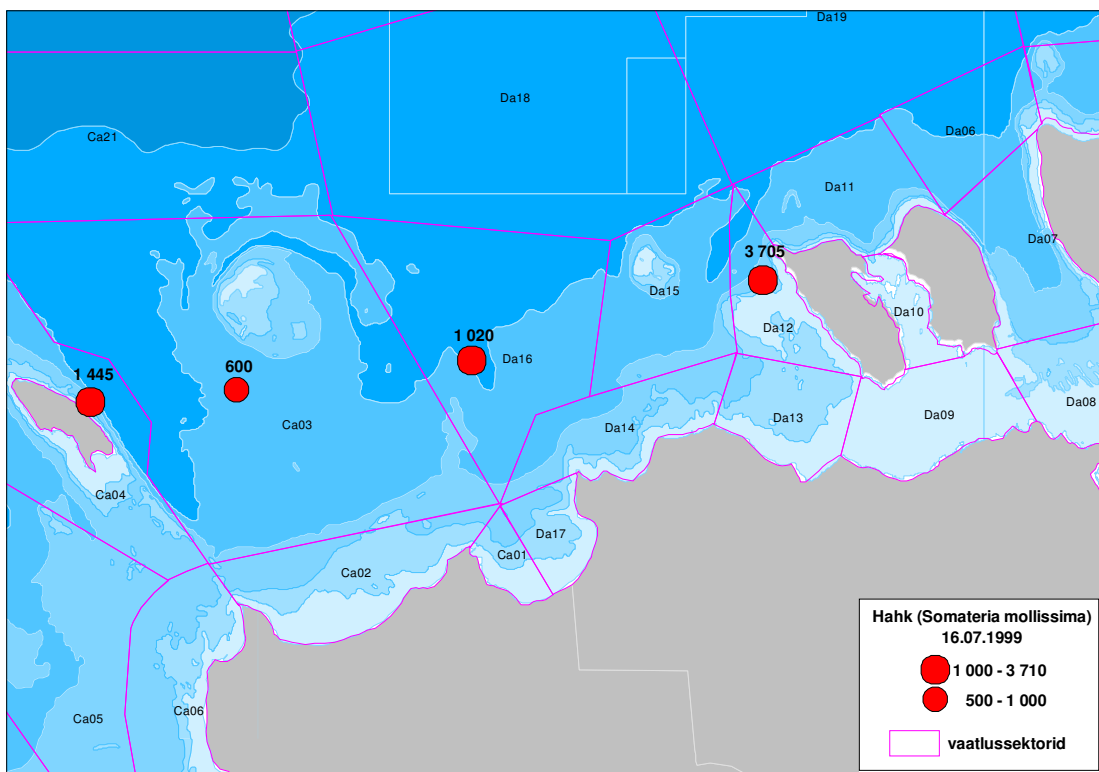 Da19
Da18
Ca21
Da06
Da11
Da07
3 705
Da15
Da10
Da12
1 020
Da16
600
1 445
Da08
Da09
Da13
Ca03
Da14
Ca04
Da17
Ca01
Ca02
Ca06
Ca05
Hahk (Somateria mollissima)
16.07.1999
1 000 - 3 710
500 - 1 000
vaatlussektorid